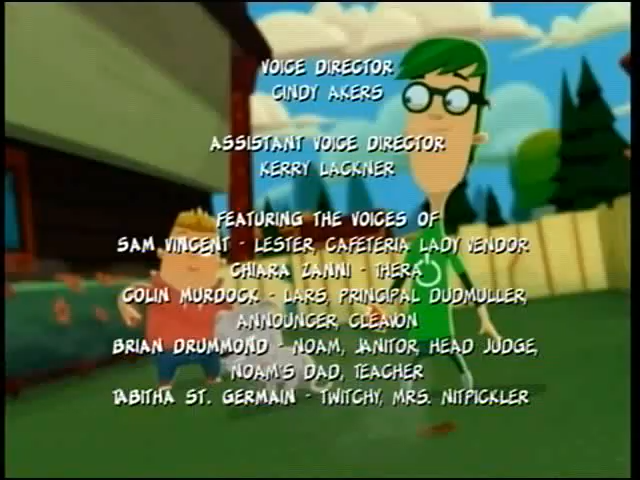 VOICE DIRECTOR
CINDY AKERS
ASSISTANT VOICE DIRECTOR
KERRY LACKNER
FEATURING THE VOICES OF
SAM VINCENT - LESTER, CAFETERIA LADY, VENDOR
CHIARA ZANNI - THERA
COLIN MURDOCK - LARS, PRINCIPAL DUDMULLER,
ANNOUNCER, CLEAVON
BRIAN DRUMMOND - NOAM, JANITOR, HEAD JUDGE,
NOAM'S DAD, TEACHER
TABITHA ST. GERMAIN - TWITCHY, MRS. NITPICKLER